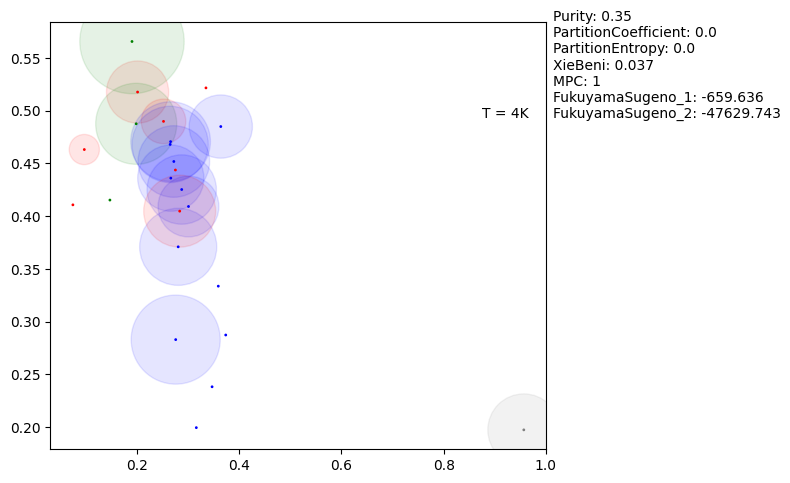 Purity: 0.35
PartitionCoefficient: 0.0
PartitionEntropy: 0.0
XieBeni: 0.037
MPC: 1
FukuyamaSugeno_1: -659.636
FukuyamaSugeno_2: -47629.743
T = 4K
0.55
0.50
0.45
0.40
0.35
0.30
0.25
0.20
0.2 0.4 0.6 0.8 1.0